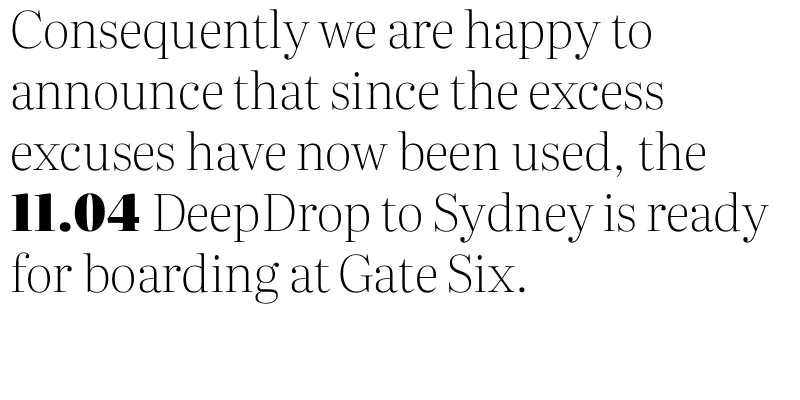 Consequently we are happy to
announce that since the excess
excuses have now been used, the
11.04 DeepDrop to Sydney is ready
for boarding at Gate Six.